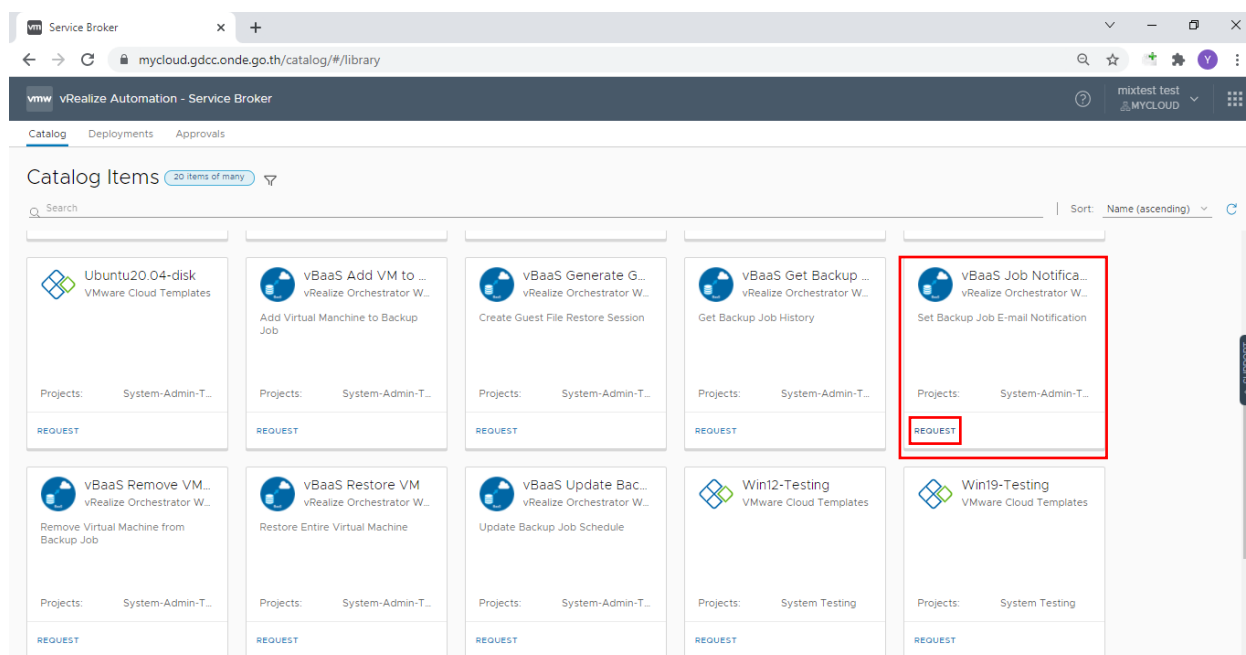 vm Service Broker
mycloud.gdcc.onde.go.th/catalog/#/library
Y
vmw vRealize Automation - Service Broker
mixtest test
MYCLOUD
Catalog Deployments Approvals
Catalog Items 20 items of many
Search
Sort: Name (ascending)
Ubuntu20.04-disk
VMware Cloud Templates
Projects: System-Admin-T...
REQUEST
vBaaS Add VM to ...
vRealize Orchestrator W...
Add Virtual Manchine to Backup
Job
Projects: System-Admin-T...
REQUEST
vBaaS Generate G...
vRealize Orchestrator W...
Create Guest File Restore Session
Projects: System-Admin-T...
REQUEST
vBaaS Get Backup ...
vRealize Orchestrator W...
Get Backup Job History
Projects: System-Admin-T...
REQUEST
vBaaS Job Notifica...
vRealize Orchestrator W...
Set Backup Job E-mail Notification
Projects: System-Admin-T...
REQUEST
SUPPORT
vBaaS Remove VM...
vRealize Orchestrator W...
Remove Virtual Machine from
Backup Job
Projects: System-Admin-T...
REQUEST
vBaaS Restore VM
vRealize Orchestrator W...
Restore Entire Virtual Machine
Projects: System-Admin-T...
REQUEST
vBaaS Update Bac...
vRealize Orchestrator W...
Update Backup Job Schedule
Projects: System-Admin-T...
REQUEST
Win12-Testing
VMware Cloud Templates
Projects: System Testing
REQUEST
Win19-Testing
VMware Cloud Templates
Projects: System Testing
REQUEST